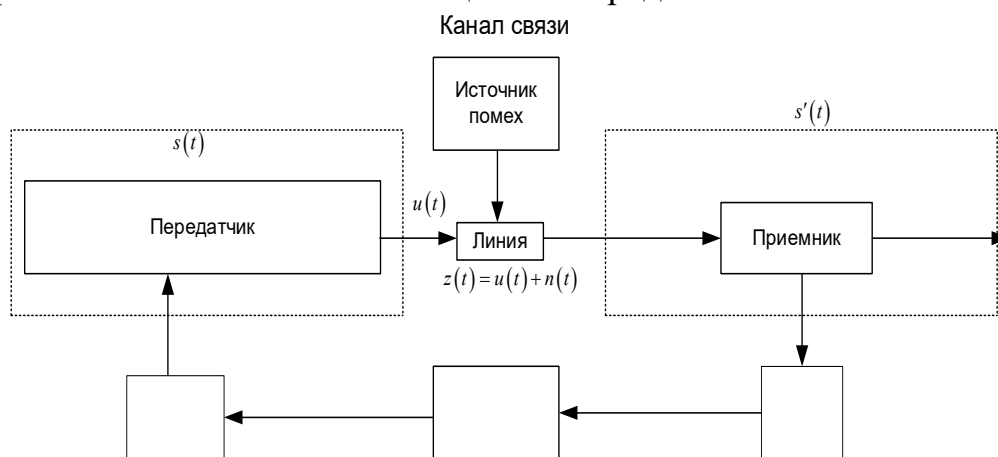 Канал связи
Источник
помех
s(t)
s′(t)
Передатчик
u(t)
Линия
Приемник
z(t)=u(t)+n(t)